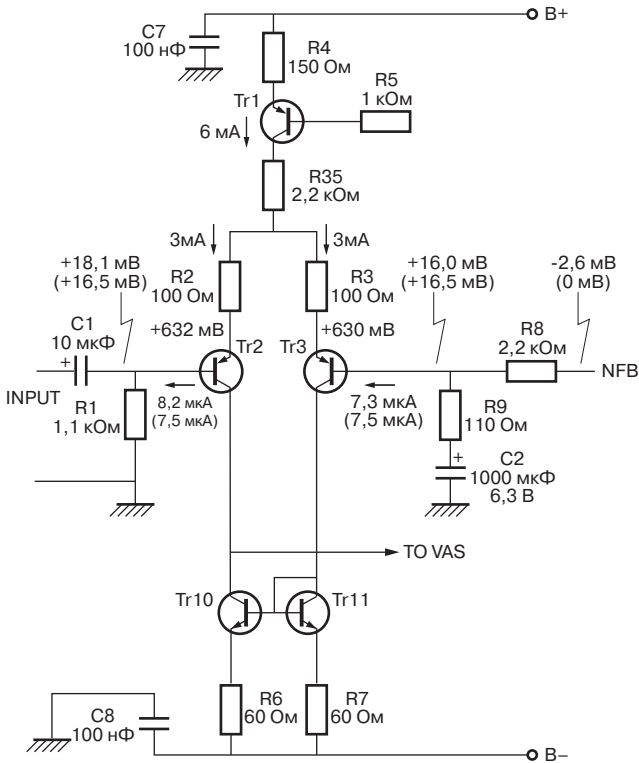 C7
100 нФ
B+
R4
150 Ом
R5
1 кОм
Tr1
6 мА
R35
2,2 кОм
3мА
3мА
+18,1 мВ
(+16,5 мВ)
R2
100 Ом
R3
100 Ом
+16,0 мВ
(+16,5 мВ)
-2,6 мВ
(0 мВ)
C1
10 мкФ
+
+632 мВ
+630 мВ
Tr2
Tr3
R8
2,2 кОм
NFB
INPUT
R1
1,1 кОм
8,2 мкА
(7,5 мкА)
7,3 мкА
(7,5 мкА)
R9
110 Ом
+
C2
1000 мкФ
6,3 В
TO VAS
Tr10
Tr11
R6
60 Ом
R7
60 Ом
C8
100 нФ
B–